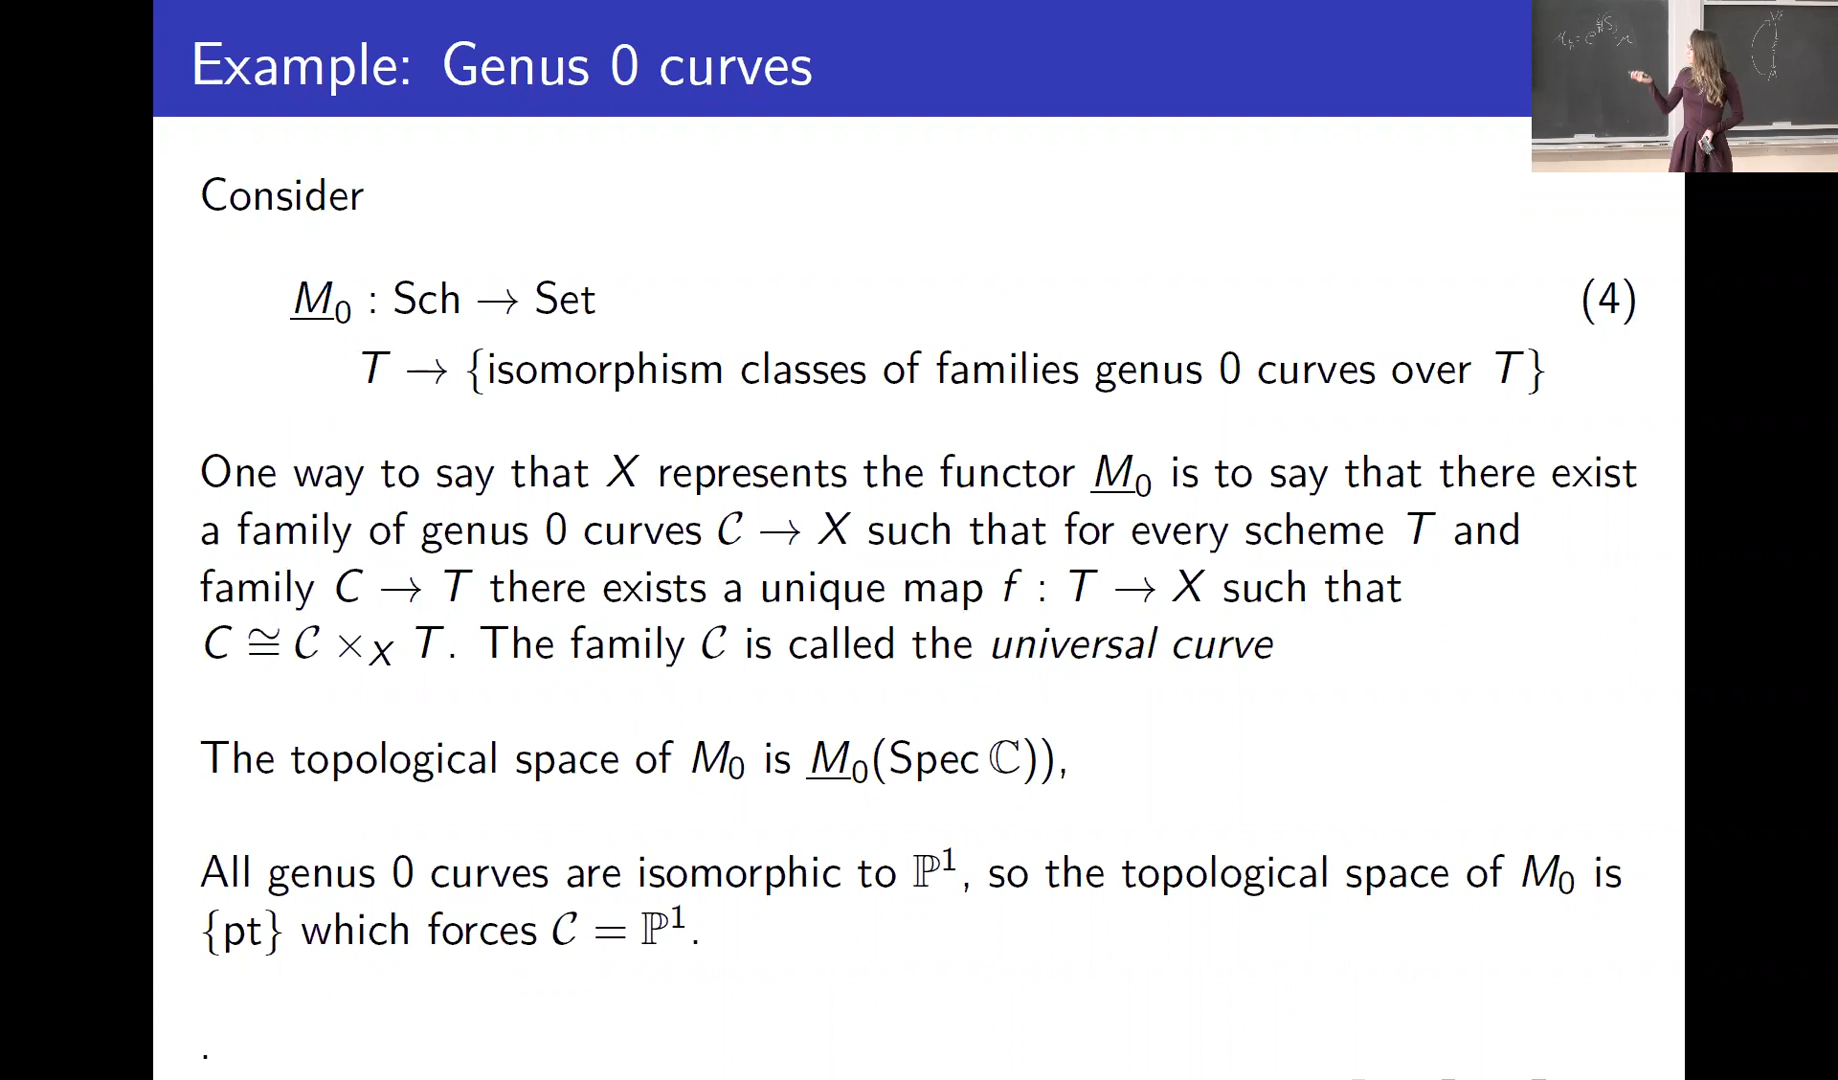 Example: Genus 0 curves
Consider
M₀ : Sch → Set (4)
T → {isomorphism classes of families genus 0 curves over T}
One way to say that X represents the functor M₀ is to say that there exist
a family of genus 0 curves 𝒞 → X such that for every scheme T and
family C → T there exists a unique map f : T → X such that
C ≅ 𝒞 ×_X T. The family 𝒞 is called the universal curve
The topological space of M₀ is M₀(Spec ℂ)),
All genus 0 curves are isomorphic to ℙ¹, so the topological space of M₀ is
{pt} which forces 𝒞 = ℙ¹.
.